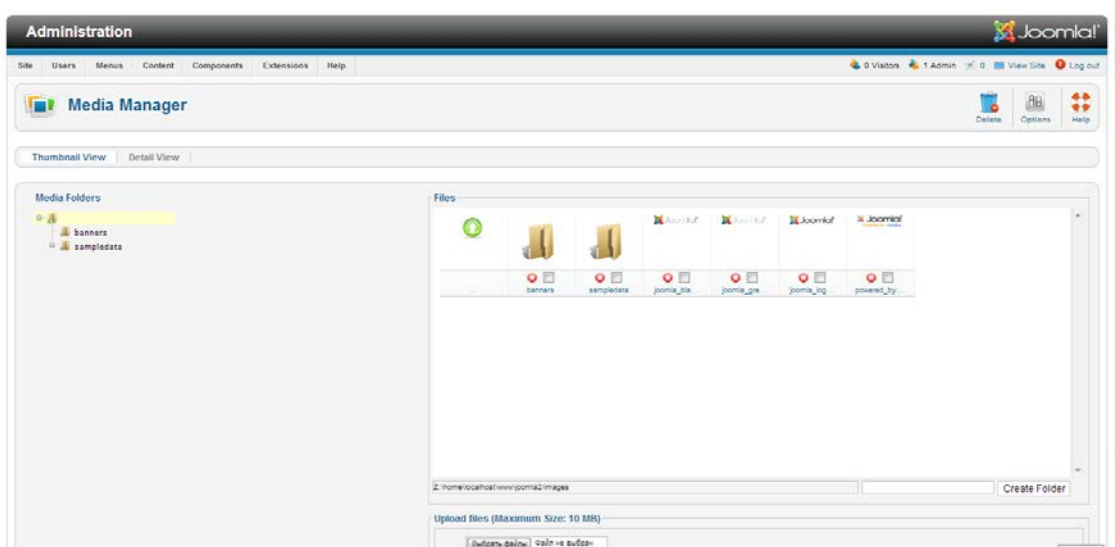 Administration
Joomla!
Site Users Menus Content Components Extensions Help
0 Visitors 1 Admin 0 View Site Log out
Media Manager
Delete Options Help
Thumbnail View Detail View
Media Folders
banners
sampledata
Files
Joomla! Joomla! Joomla! Joomla!
banners sampledata joomla_bla... joomla_gre... joomla_log... powered_by...
Z:\home\localhost\www\joomla2\images
Create Folder
Upload files (Maximum Size: 10 MB)
Выбрать файлы Файл не выбран